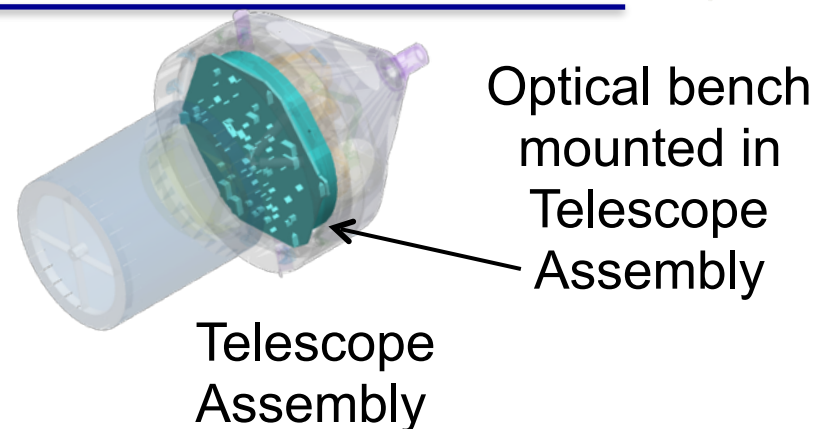 Optical bench
mounted in
Telescope
Assembly
Telescope
Assembly